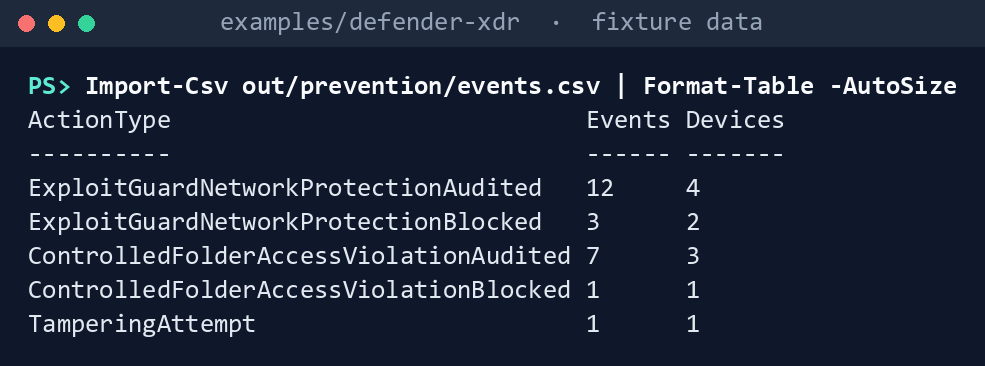 examples/defender-xdr · fixture data
PS> Import-Csv out/prevention/events.csv | Format-Table -AutoSize
ActionType Events Devices
---------- ------ -------
ExploitGuardNetworkProtectionAudited 12 4
ExploitGuardNetworkProtectionBlocked 3 2
ControlledFolderAccessViolationAudited 7 3
ControlledFolderAccessViolationBlocked 1 1
TamperingAttempt 1 1